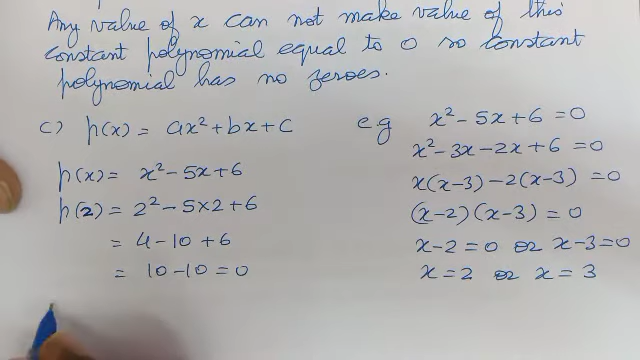 Any value of x can not make value of this
constant polynomial equal to 0 so constant
polynomial has no zeroes.
c) p(x) = ax² + bx + c
p(x) = x² - 5x + 6
p(2) = 2² - 5×2 + 6
= 4 - 10 + 6
= 10 - 10 = 0
e.g x² - 5x + 6 = 0
x² - 3x - 2x + 6 = 0
x(x-3) - 2(x-3) = 0
(x-2) (x-3) = 0
x-2 = 0 or x-3 = 0
x = 2 or x = 3